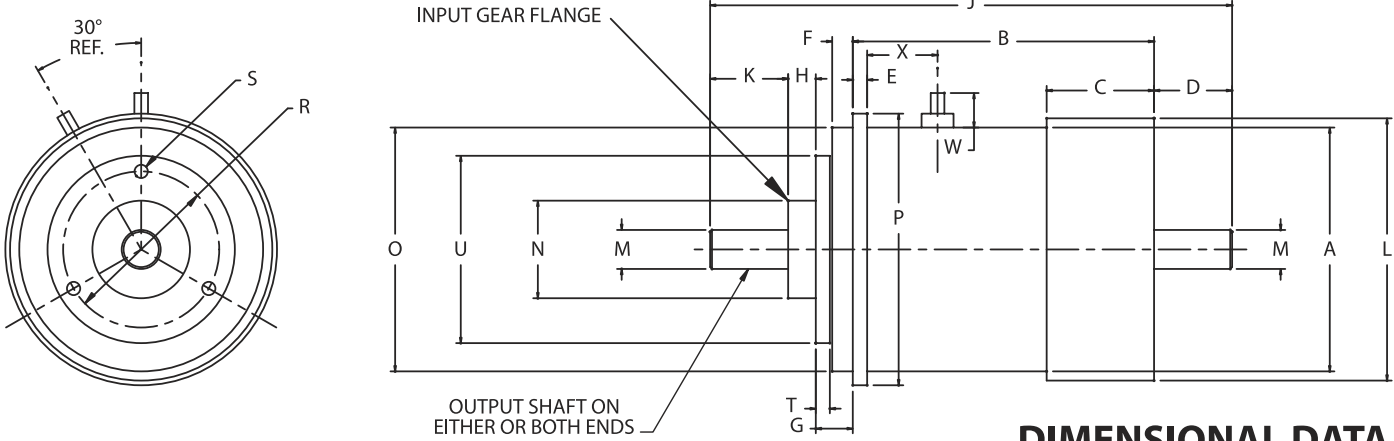 30°
REF.
S
R
INPUT GEAR FLANGE
J
F
B
X
K
H
E
C
D
W
O
U
N
M
P
M
A
L
OUTPUT SHAFT ON
EITHER OR BOTH ENDS
T
G
DIMENSIONAL DATA